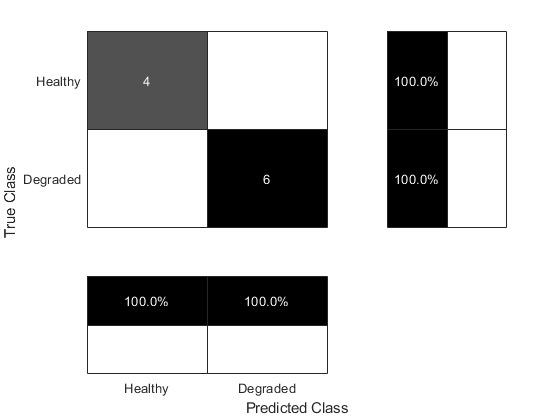 Healthy
4
100.0%
Degraded
6
100.0%
True Class
100.0%
100.0%
Healthy
Degraded
Predicted Class